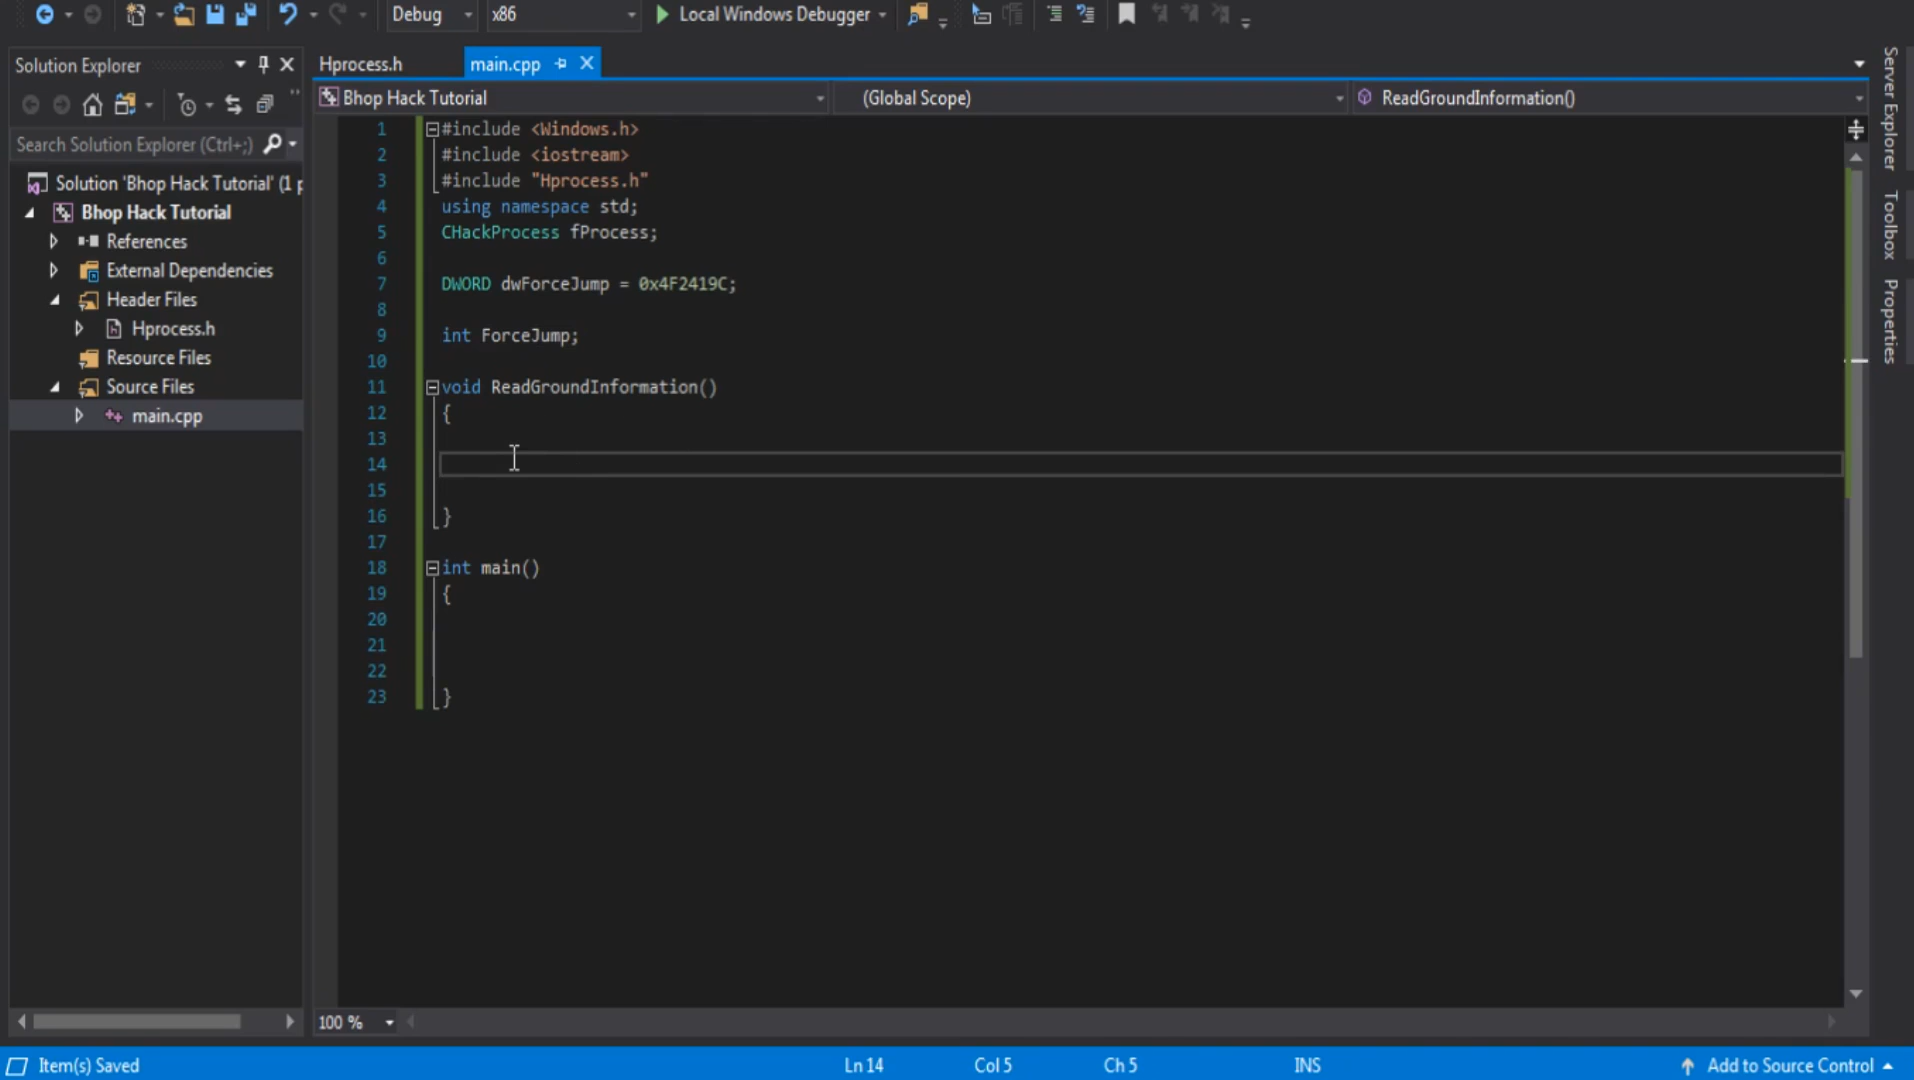 Debug
x86
Local Windows Debugger
Solution Explorer
Hprocess.h
main.cpp
Bhop Hack Tutorial
(Global Scope)
ReadGroundInformation()
Search Solution Explorer (Ctrl+;)
Solution 'Bhop Hack Tutorial' (1 p
Bhop Hack Tutorial
References
External Dependencies
Header Files
Hprocess.h
Resource Files
Source Files
main.cpp
1 #include <Windows.h>
2 #include <iostream>
3 #include "Hprocess.h"
4 using namespace std;
5 CHackProcess fProcess;
6
7 DWORD dwForceJump = 0x4F2419C;
8
9 int ForceJump;
10
11 void ReadGroundInformation()
12 {
13
14
15
16 }
17
18 int main()
19 {
20
21
22
23 }
Server Explorer
Toolbox
Properties
100 %
Item(s) Saved
Ln 14
Col 5
Ch 5
INS
Add to Source Control